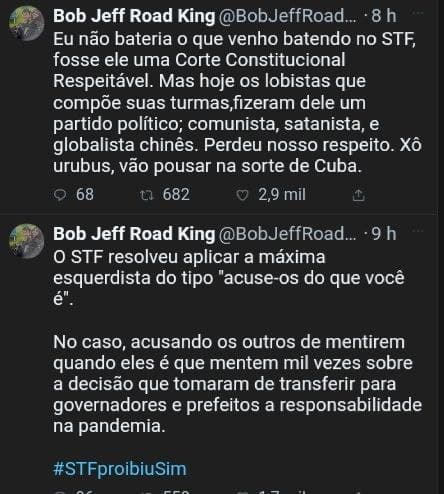 Bob Jeff Road King @BobJeffRoad... · 8 h
Eu não bateria o que venho batendo no STF,
fosse ele uma Corte Constitucional
Respeitável. Mas hoje os lobistas que
compõe suas turmas,fizeram dele um
partido político; comunista, satanista, e
globalista chinês. Perdeu nosso respeito. Xô
urubus, vão pousar na sorte de Cuba.
68 682 2,9 mil
Bob Jeff Road King @BobJeffRoad... · 9 h
O STF resolveu aplicar a máxima
esquerdista do tipo "acuse-os do que você
é".
No caso, acusando os outros de mentirem
quando eles é que mentem mil vezes sobre
a decisão que tomaram de transferir para
governadores e prefeitos a responsabilidade
na pandemia.
#STFproibiuSim